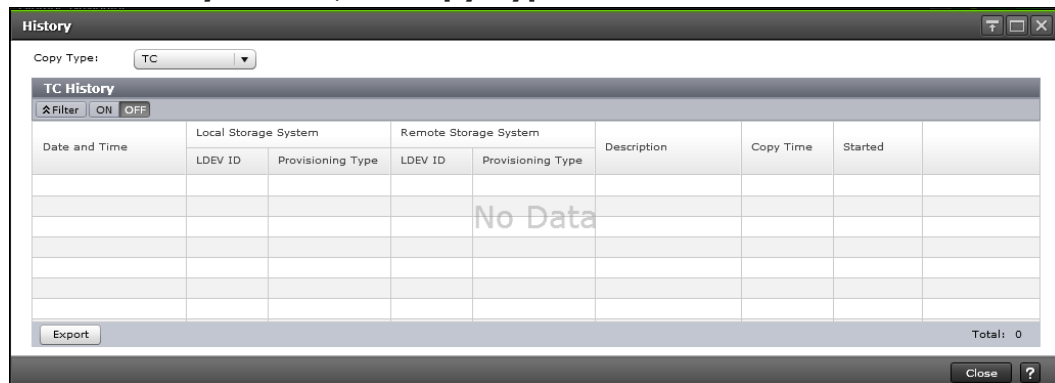 History
Copy Type: TC
TC History
Filter ON OFF
Date and Time Local Storage System Remote Storage System Description Copy Time Started
LDEV ID Provisioning Type LDEV ID Provisioning Type
No Data
Export Total: 0
Close ?